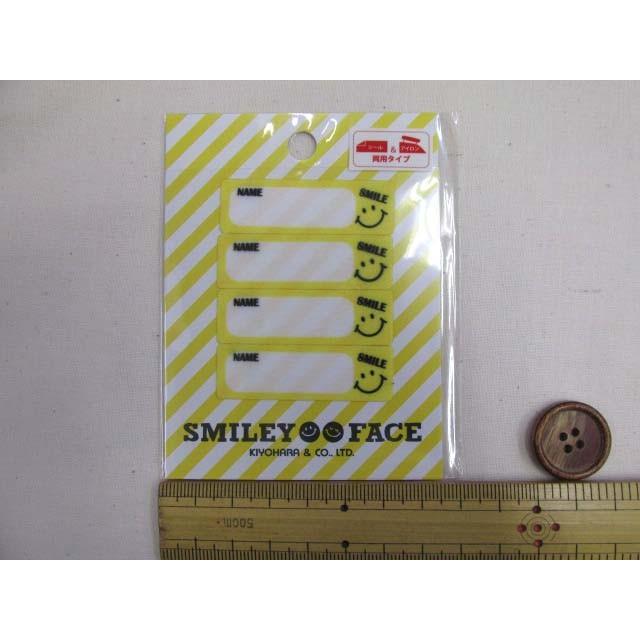 シール & アイロン
両用タイプ
NAME SMILE
NAME SMILE
NAME SMILE
NAME SMILE
SMILEY FACE
KIYOHARA & CO., LTD.
50cm